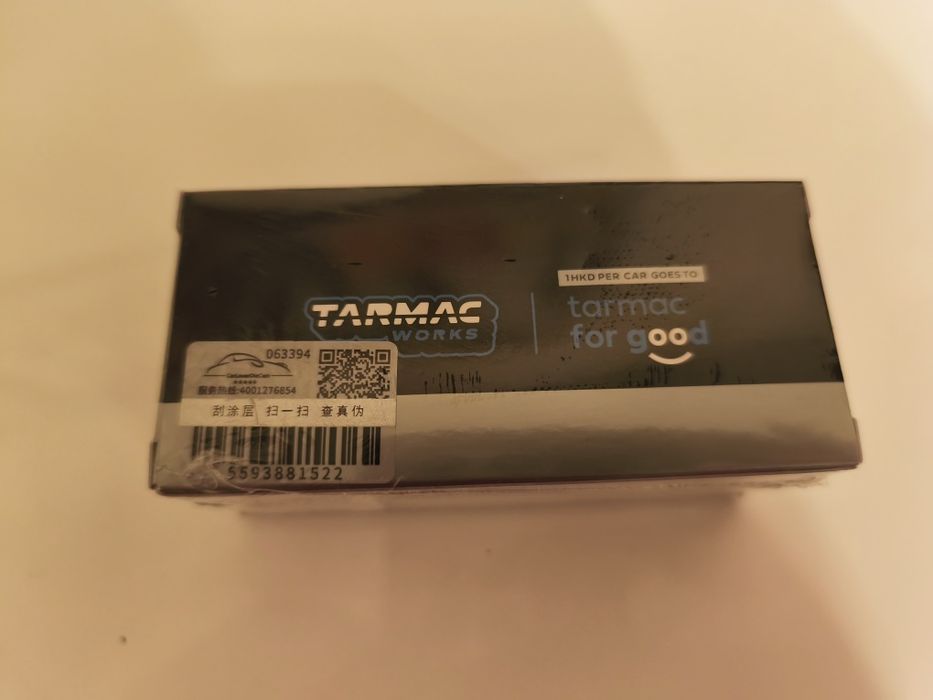 TARMAC
WORKS
1HKD PER CAR GOES TO
tarmac
for good
063394
服务热线:4001276854
刮涂层 扫一扫 查真伪
5593881522